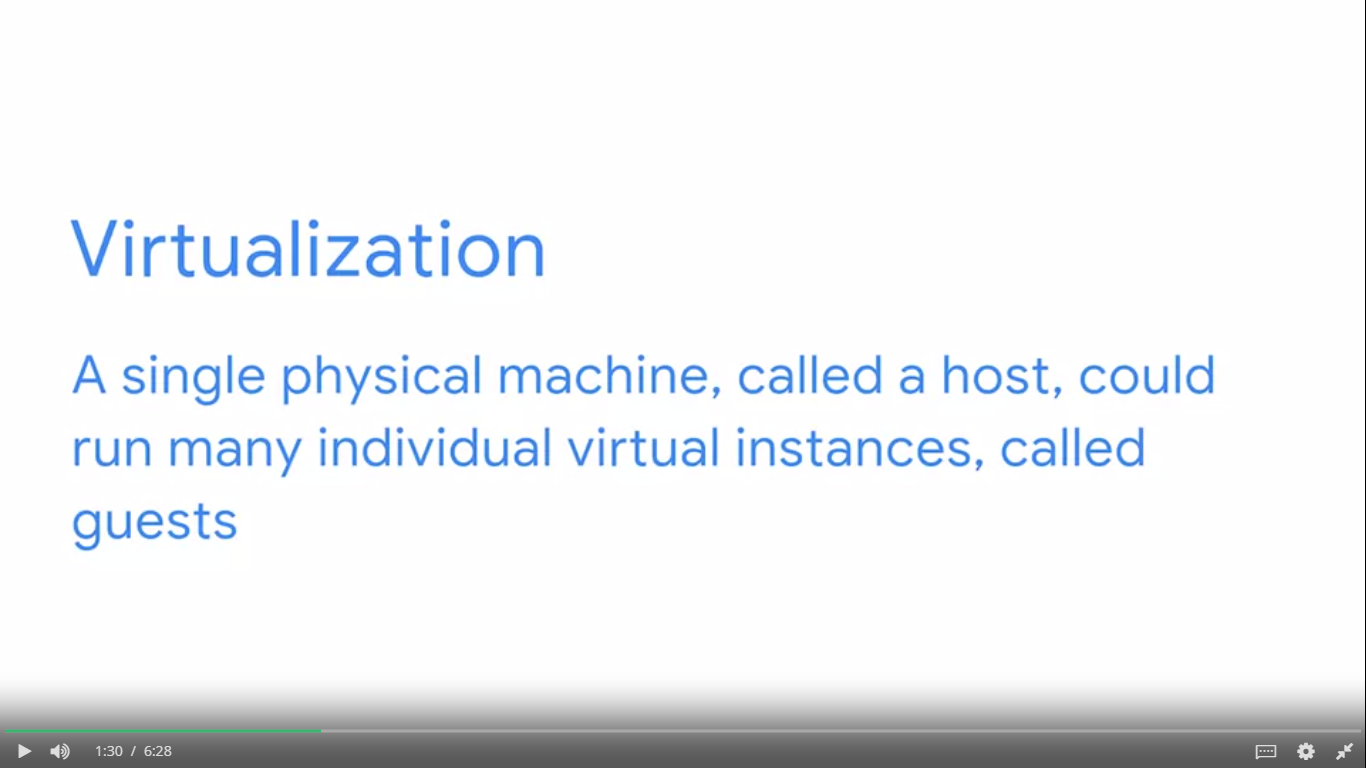 Virtualization
A single physical machine, called a host, could
run many individual virtual instances, called
guests
1:30 / 6:28